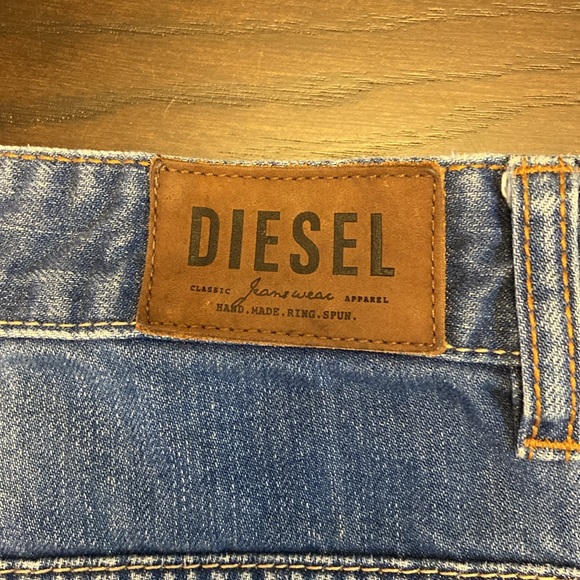 DIESEL
CLASSIC Jeanswear APPAREL
HAND.MADE.RING.SPUN.